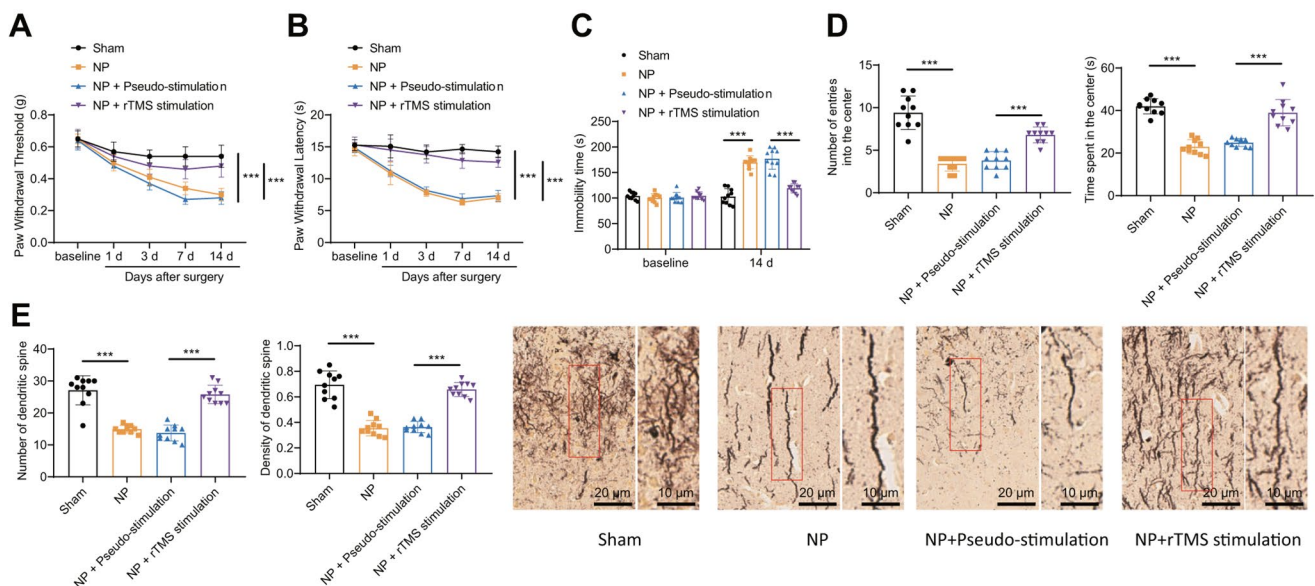 A
Sham
NP
NP + Pseudo-stimulation
NP + rTMS stimulation
Paw Withdrawal Threshold (g)
0.8
0.6
0.4
0.2
0.0
***
***
baseline 1 d 3 d 7 d 14 d
Days after surgery
B
Sham
NP
NP + Pseudo-stimulation
NP + rTMS stimulation
Paw Withdrawal Latency (s)
20
15
10
5
0
***
***
baseline 1 d 3 d 7 d 14 d
Days after surgery
C
Sham
NP
NP + Pseudo-stimulation
NP + rTMS stimulation
Immobility time (s)
250
200
150
100
50
0
*** ***
baseline 14 d
D
Number of entries
into the center
15
10
5
0
***
***
Sham
NP
NP + Pseudo-stimulation
NP + rTMS stimulation
Time spent in the center (s)
60
40
20
0
*** ***
Sham
NP
NP + Pseudo-stimulation
NP + rTMS stimulation
E
Number of dendritic spine
40
30
20
10
0
*** ***
Sham
NP
NP + Pseudo-stimulation
NP + rTMS stimulation
Density of dendritic spine
1.0
0.8
0.6
0.4
0.2
0.0
***
***
Sham
NP
NP + Pseudo-stimulation
NP + rTMS stimulation
20 μm 10 μm
Sham
20 μm 10 μm
NP
20 μm 10 μm
NP+Pseudo-stimulation
20 μm 10 μm
NP+rTMS stimulation